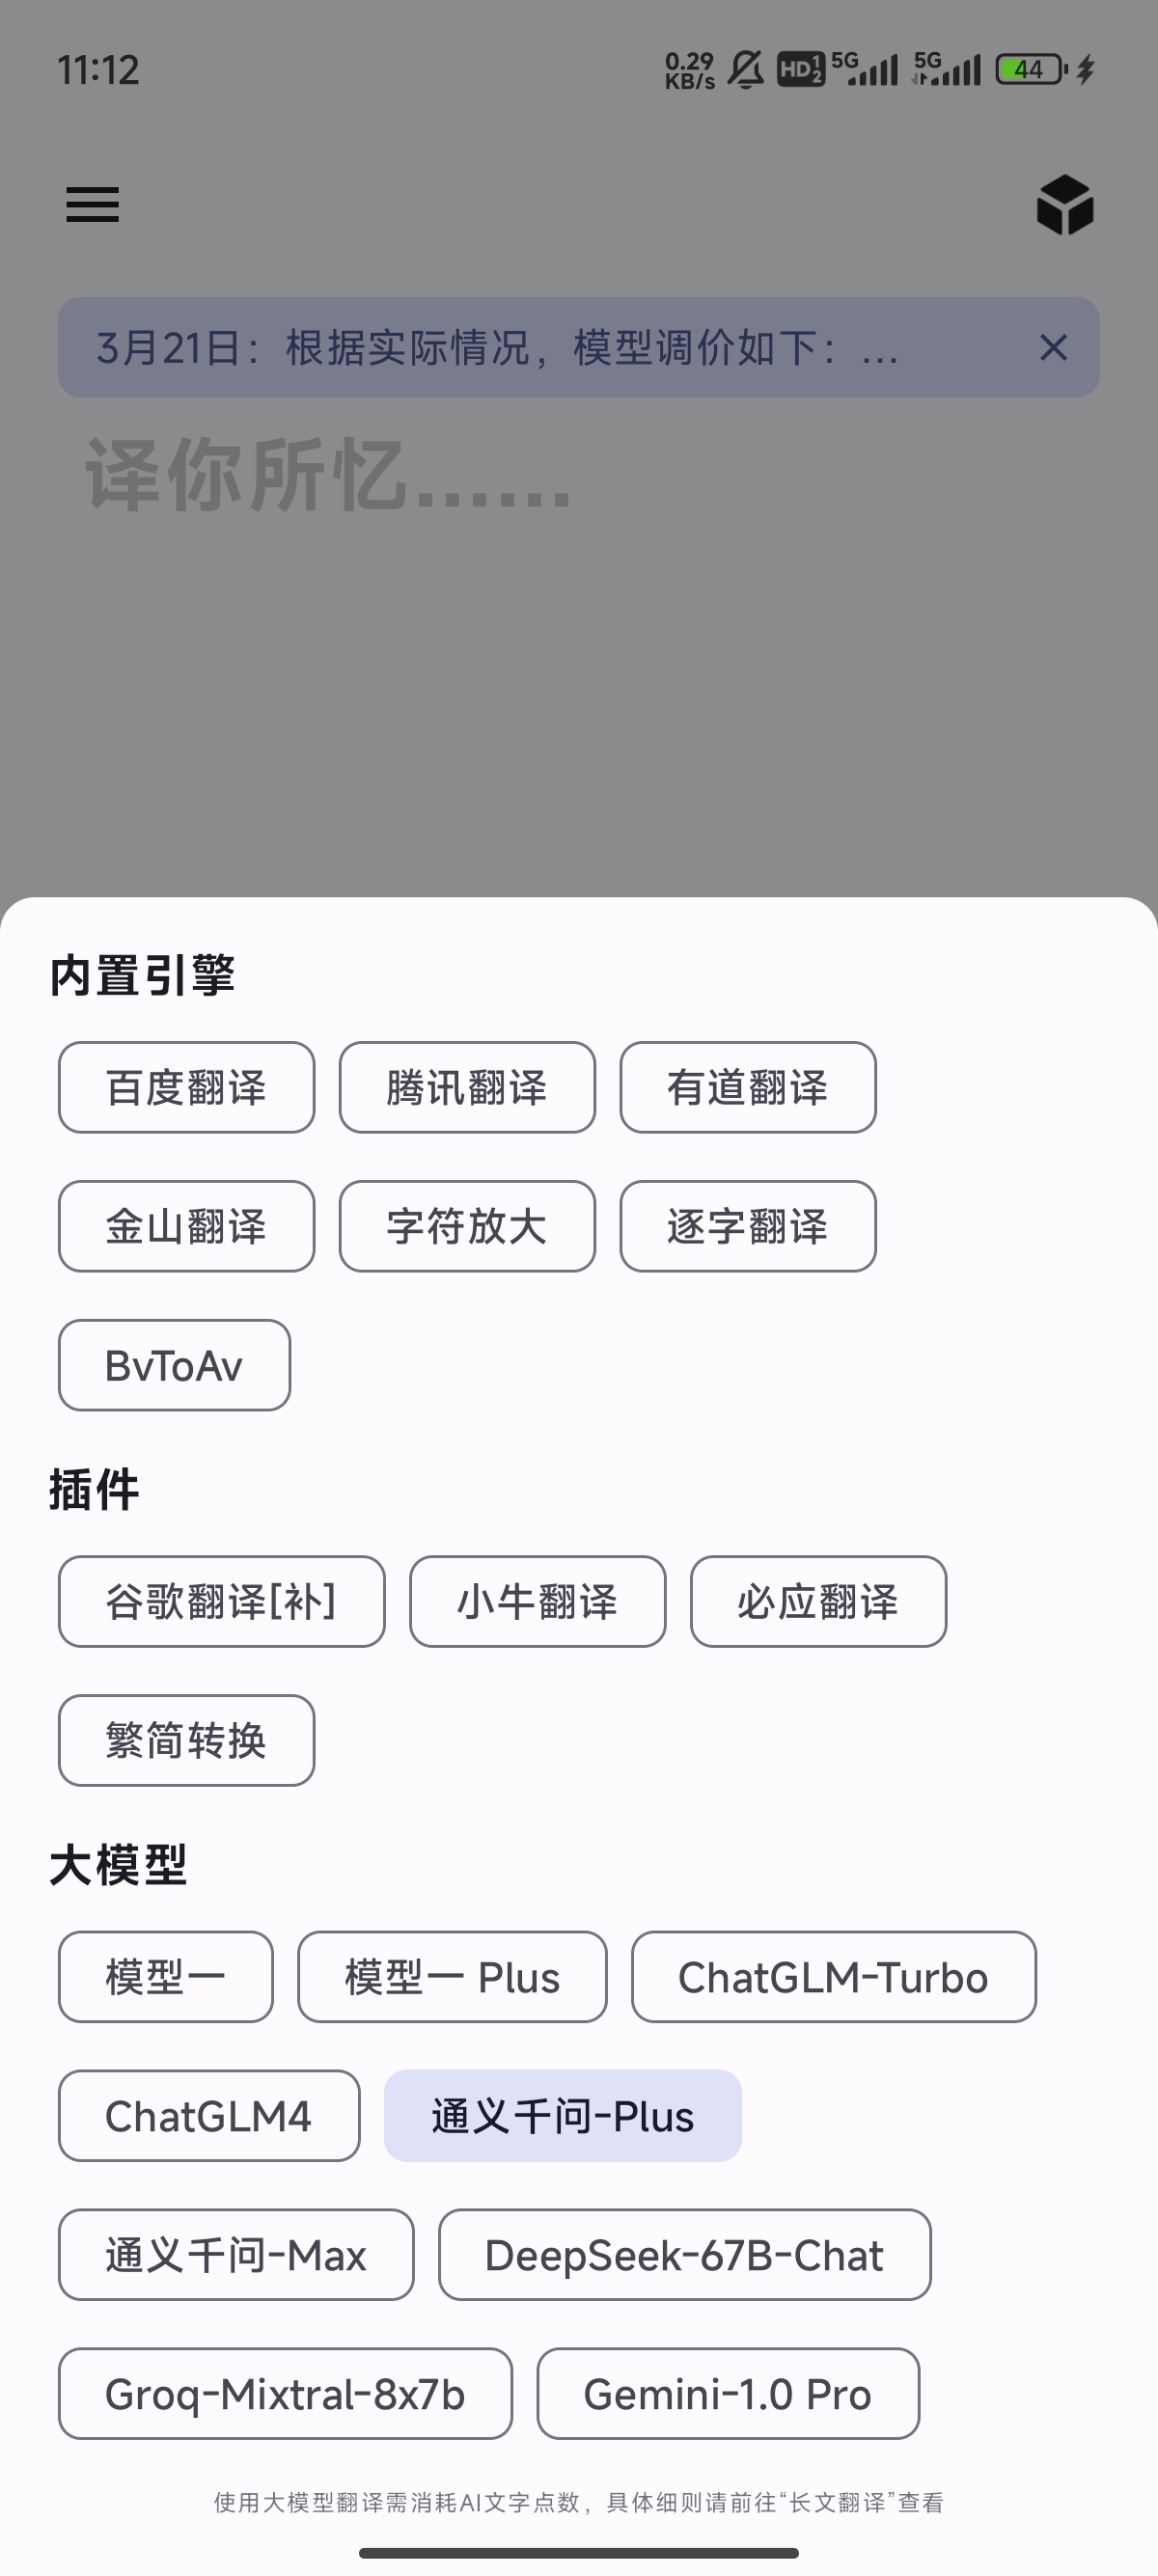 11:12
0.29
KB/s
HD 1 2
5G
5G
44
3月21日：根据实际情况，模型调价如下：...
译你所忆......
内置引擎
百度翻译 腾讯翻译 有道翻译
金山翻译 字符放大 逐字翻译
BvToAv
插件
谷歌翻译[补] 小牛翻译 必应翻译
繁简转换
大模型
模型一 模型一 Plus ChatGLM-Turbo
ChatGLM4 通义千问-Plus
通义千问-Max DeepSeek-67B-Chat
Groq-Mixtral-8x7b Gemini-1.0 Pro
使用大模型翻译需消耗AI文字点数，具体细则请前往“长文翻译”查看